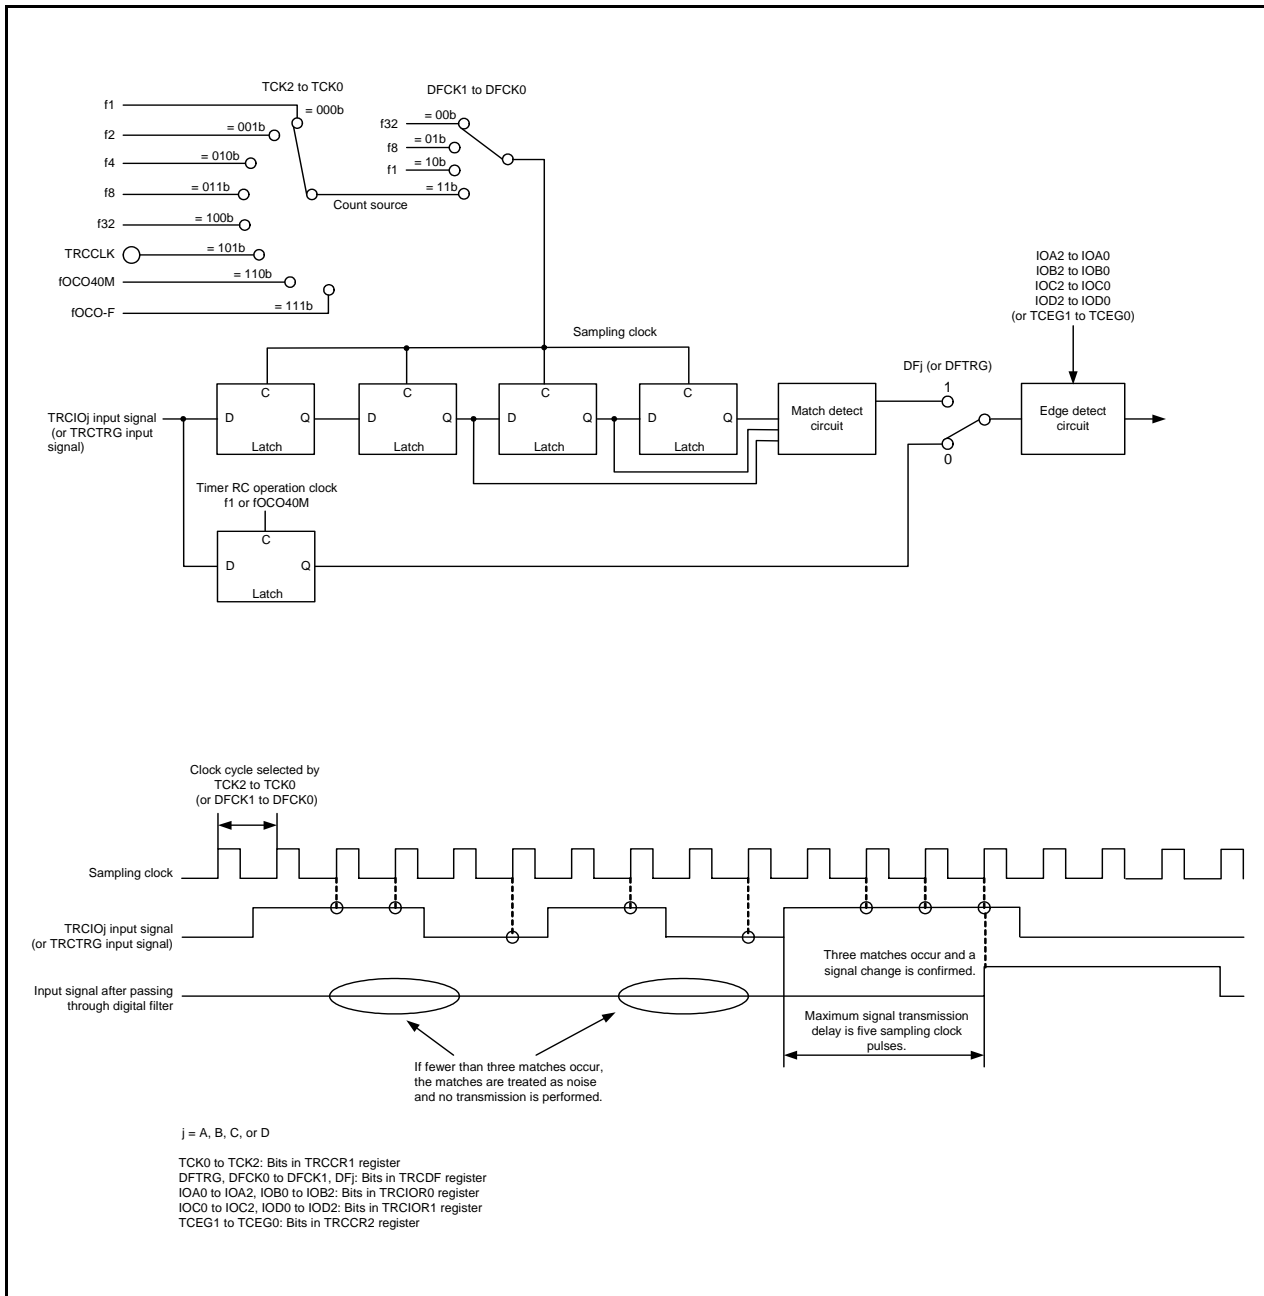 TCK2 to TCK0
DFCK1 to DFCK0
f1
= 000b
f32
= 00b
f2
= 001b
f8
= 01b
f4
= 010b
f1
= 10b
f8
= 011b
= 11b
Count source
f32
= 100b
TRCCLK
= 101b
fOCO40M
= 110b
fOCO-F
= 111b
IOA2 to IOA0
IOB2 to IOB0
IOC2 to IOC0
IOD2 to IOD0
(or TCEG1 to TCEG0)
Sampling clock
DFj (or DFTRG)
1
C
C
C
C
TRCIOj input signal
(or TRCTRG input
signal)
D
Q
D
Q
D
Q
D
Q
Latch
Latch
Latch
Latch
Match detect
circuit
Edge detect
circuit
0
Timer RC operation clock
f1 or fOCO40M
C
D
Q
Latch
Clock cycle selected by
TCK2 to TCK0
(or DFCK1 to DFCK0)
Sampling clock
TRCIOj input signal
(or TRCTRG input signal)
Three matches occur and a
signal change is confirmed.
Input signal after passing
through digital filter
Maximum signal transmission
delay is five sampling clock
pulses.
If fewer than three matches occur,
the matches are treated as noise
and no transmission is performed.
j = A, B, C, or D
TCK0 to TCK2: Bits in TRCCR1 register
DFTRG, DFCK0 to DFCK1, DFj: Bits in TRCDF register
IOA0 to IOA2, IOB0 to IOB2: Bits in TRCIOR0 register
IOC0 to IOC2, IOD0 to IOD2: Bits in TRCIOR1 register
TCEG1 to TCEG0: Bits in TRCCR2 register